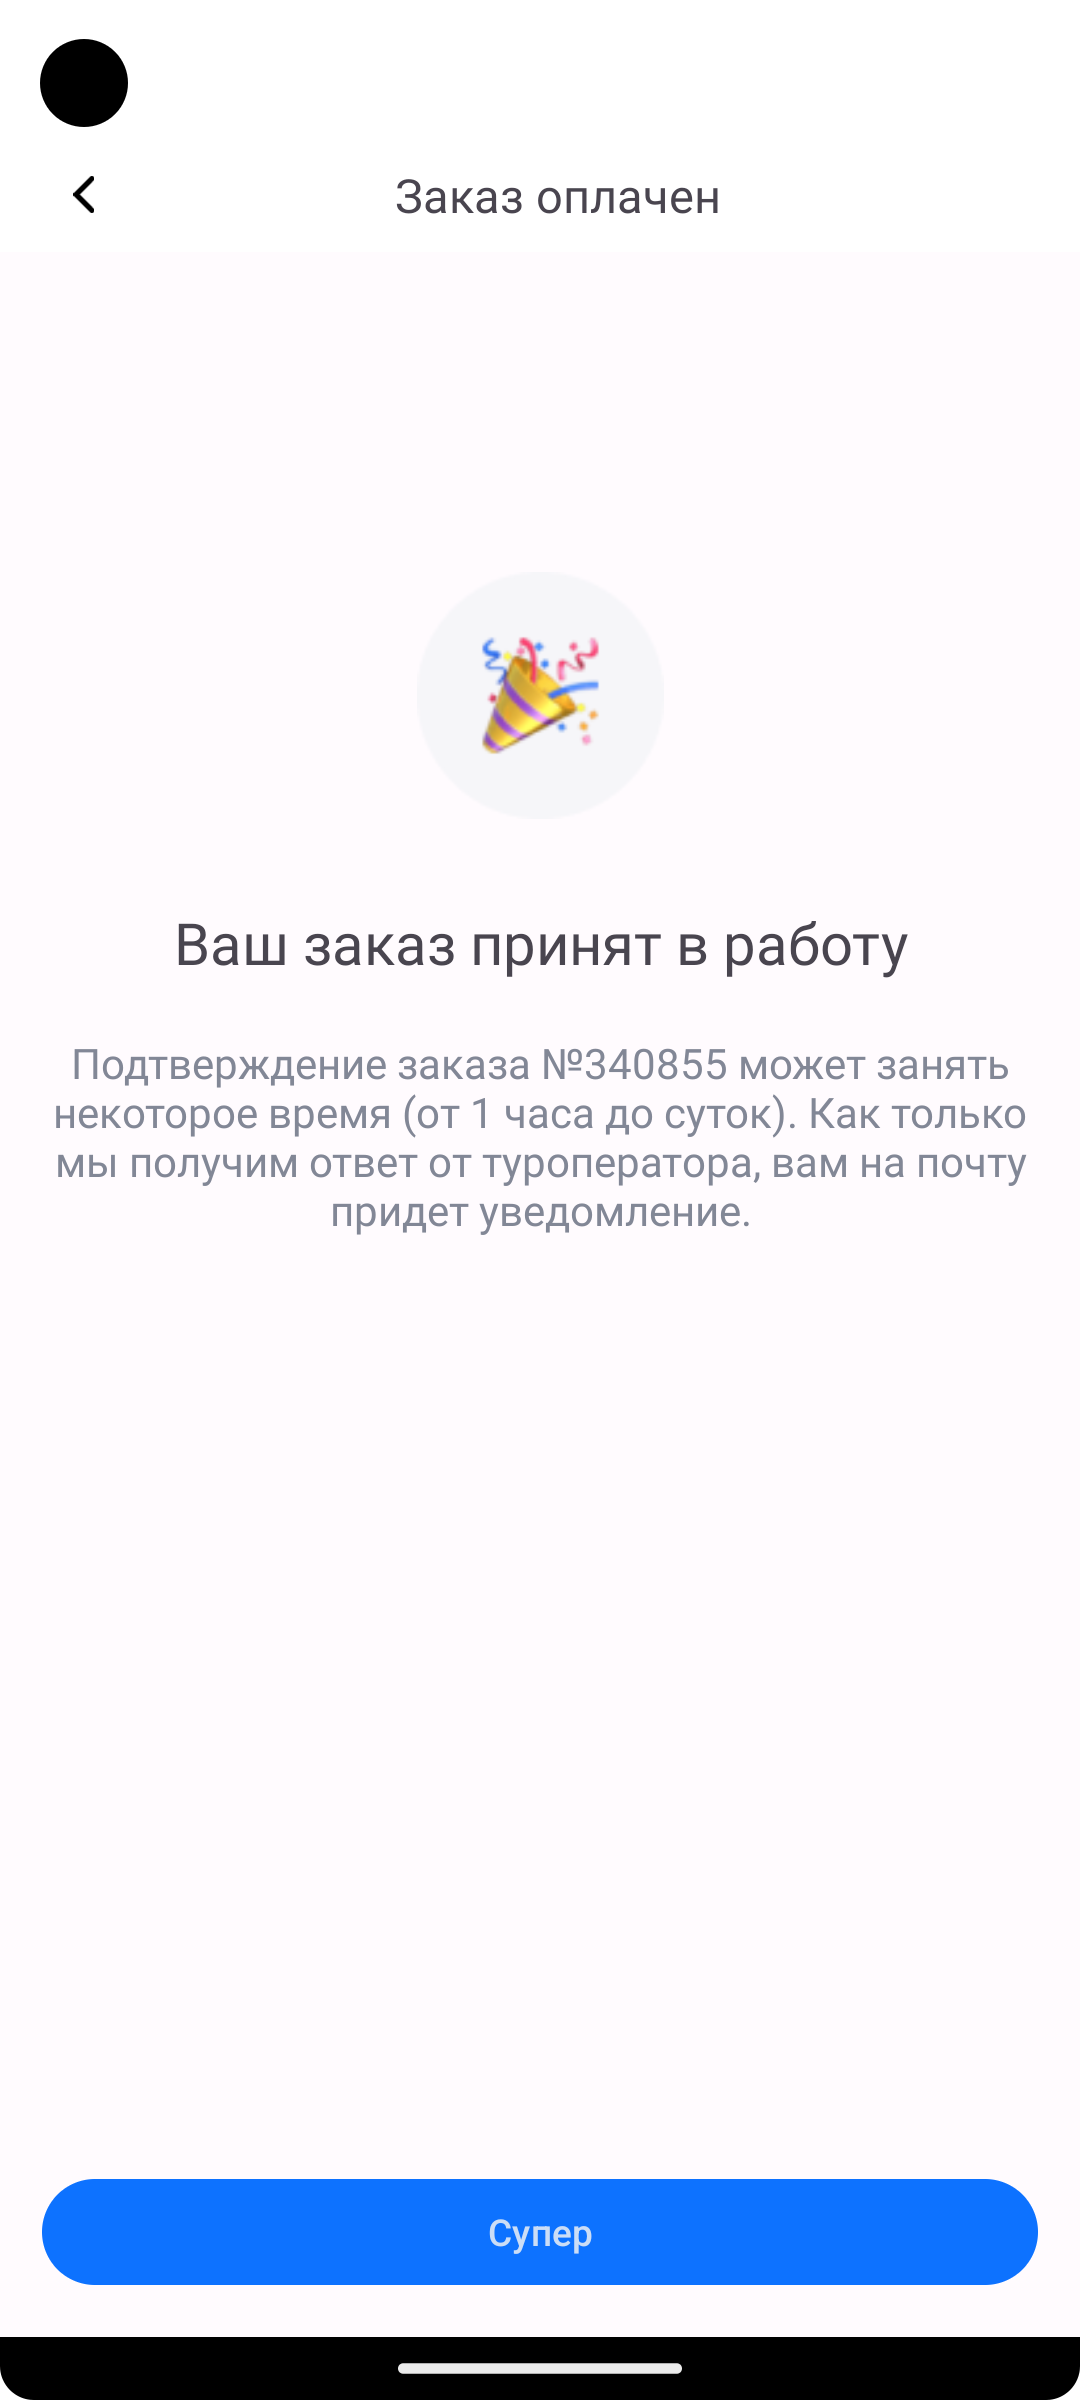 Заказ оплачен
Ваш заказ принят в работу
Подтверждение заказа №340855 может занять
некоторое время (от 1 часа до суток). Как только
мы получим ответ от туроператора, вам на почту
придет уведомление.
Супер